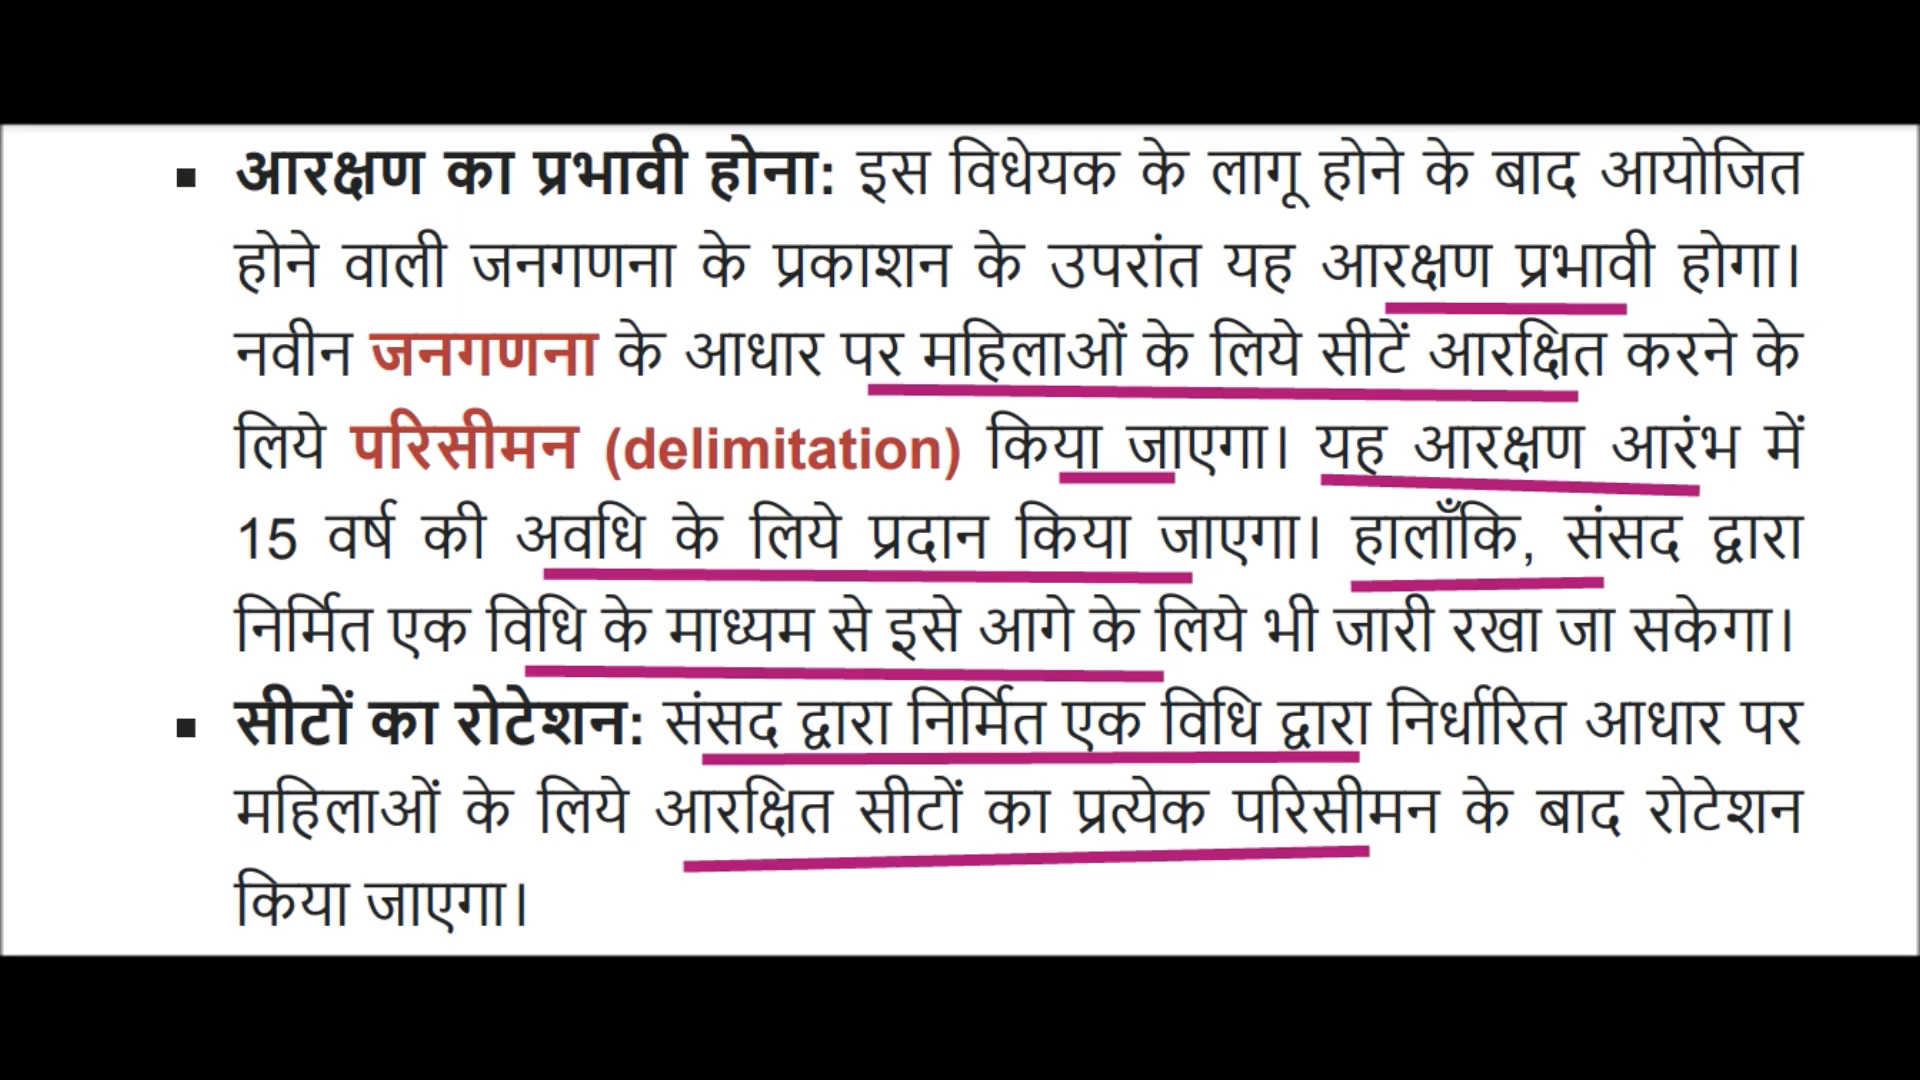 ▪ आरक्षण का प्रभावी होना: इस विधेयक के लागू होने के बाद आयोजित
होने वाली जनगणना के प्रकाशन के उपरांत यह आरक्षण प्रभावी होगा।
नवीन जनगणना के आधार पर महिलाओं के लिये सीटें आरक्षित करने के
लिये परिसीमन (delimitation) किया जाएगा। यह आरक्षण आरंभ में
15 वर्ष की अवधि के लिये प्रदान किया जाएगा। हालाँकि, संसद द्वारा
निर्मित एक विधि के माध्यम से इसे आगे के लिये भी जारी रखा जा सकेगा।
▪ सीटों का रोटेशन: संसद द्वारा निर्मित एक विधि द्वारा निर्धारित आधार पर
महिलाओं के लिये आरक्षित सीटों का प्रत्येक परिसीमन के बाद रोटेशन
किया जाएगा।